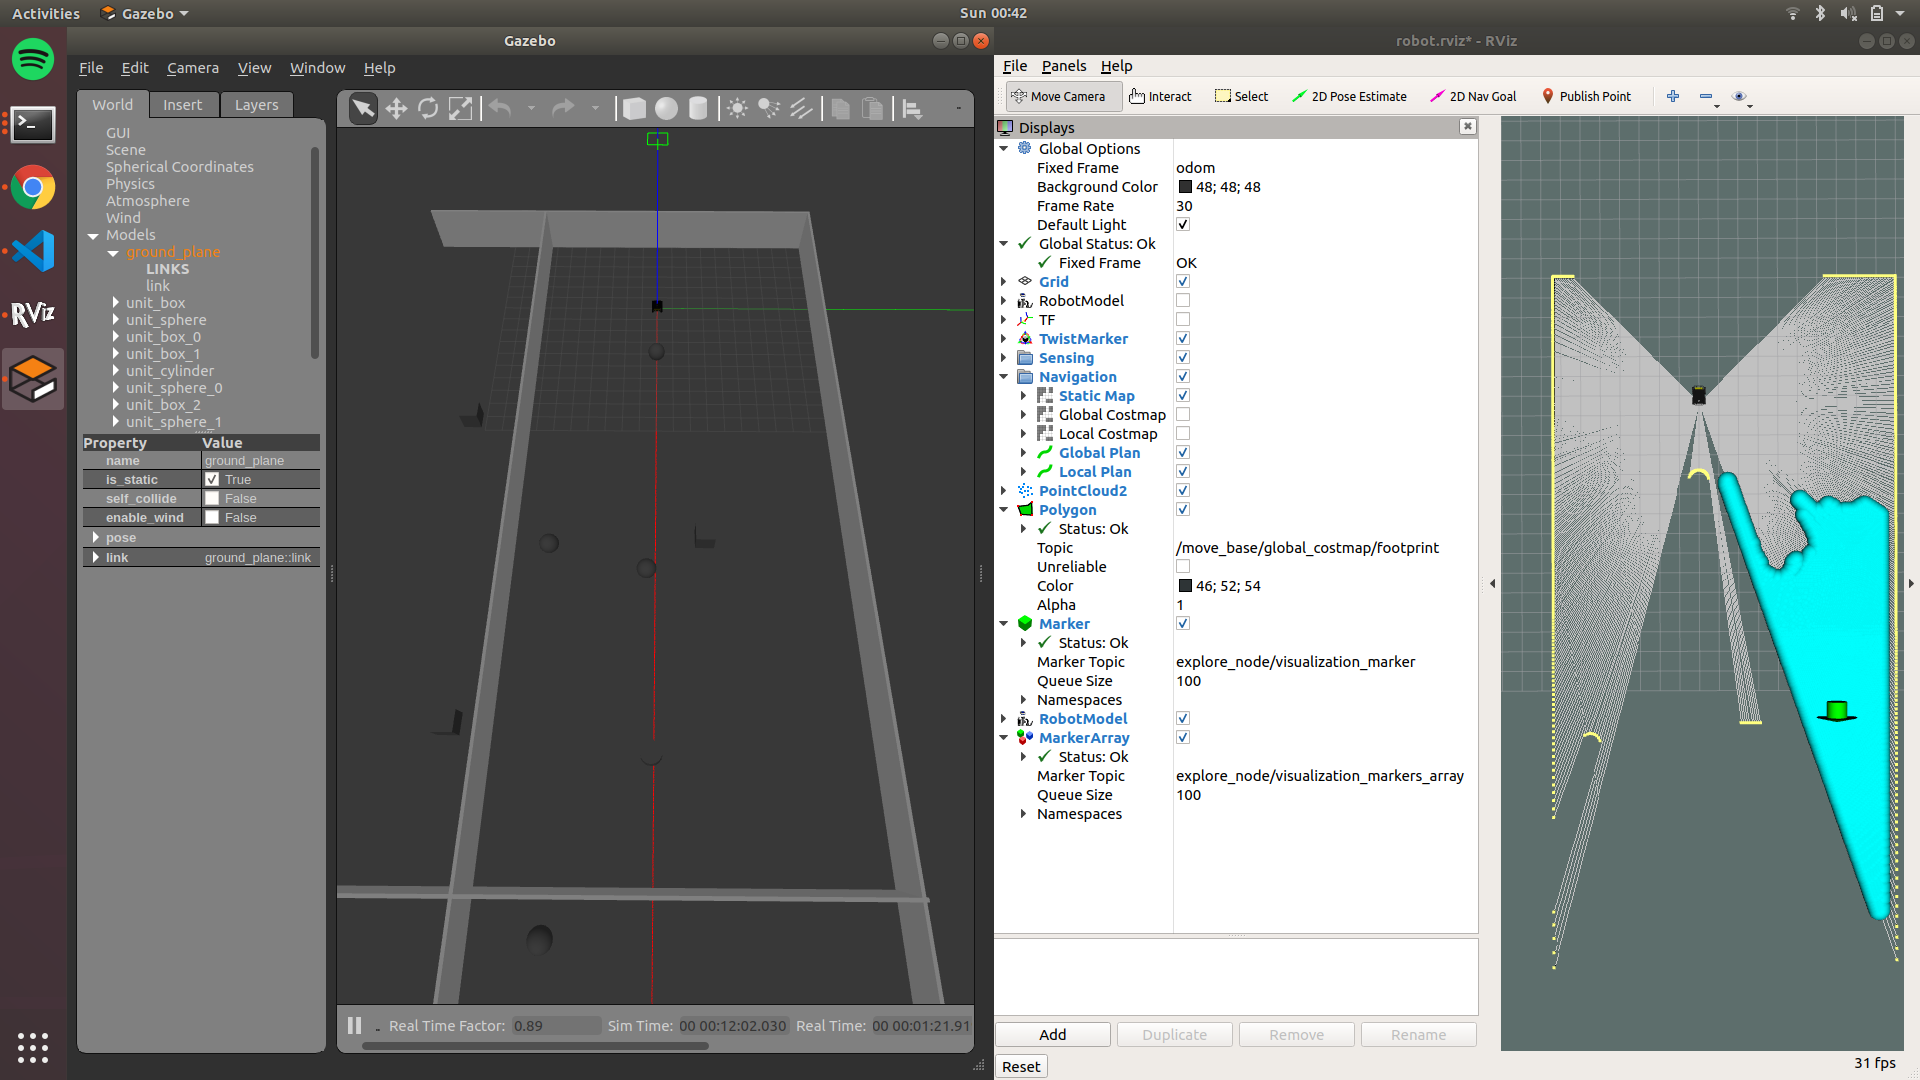 Activities
Gazebo
Sun 00:42
Gazebo
File Edit Camera View Window Help
World Insert Layers
GUI
Scene
Spherical Coordinates
Physics
Atmosphere
Wind
Models
ground_plane
LINKS
link
unit_box
unit_sphere
unit_box_0
unit_box_1
unit_cylinder
unit_sphere_0
unit_box_2
unit_sphere_1
Property Value
name ground_plane
is_static True
self_collide False
enable_wind False
pose
link ground_plane::link
Real Time Factor: 0.89 Sim Time: 00 00:12:02.030 Real Time: 00 00:01:21.91
RViz
robot.rviz* - RViz
File Panels Help
Move Camera Interact Select 2D Pose Estimate 2D Nav Goal Publish Point
Displays
Global Options
Fixed Frame odom
Background Color 48; 48; 48
Frame Rate 30
Default Light
Global Status: Ok
Fixed Frame OK
Grid
RobotModel
TF
TwistMarker
Sensing
Navigation
Static Map
Global Costmap
Local Costmap
Global Plan
Local Plan
PointCloud2
Polygon
Status: Ok
Topic /move_base/global_costmap/footprint
Unreliable
Color 46; 52; 54
Alpha 1
Marker
Status: Ok
Marker Topic explore_node/visualization_marker
Queue Size 100
Namespaces
RobotModel
MarkerArray
Status: Ok
Marker Topic explore_node/visualization_markers_array
Queue Size 100
Namespaces
Add Duplicate Remove Rename
Reset
31 fps